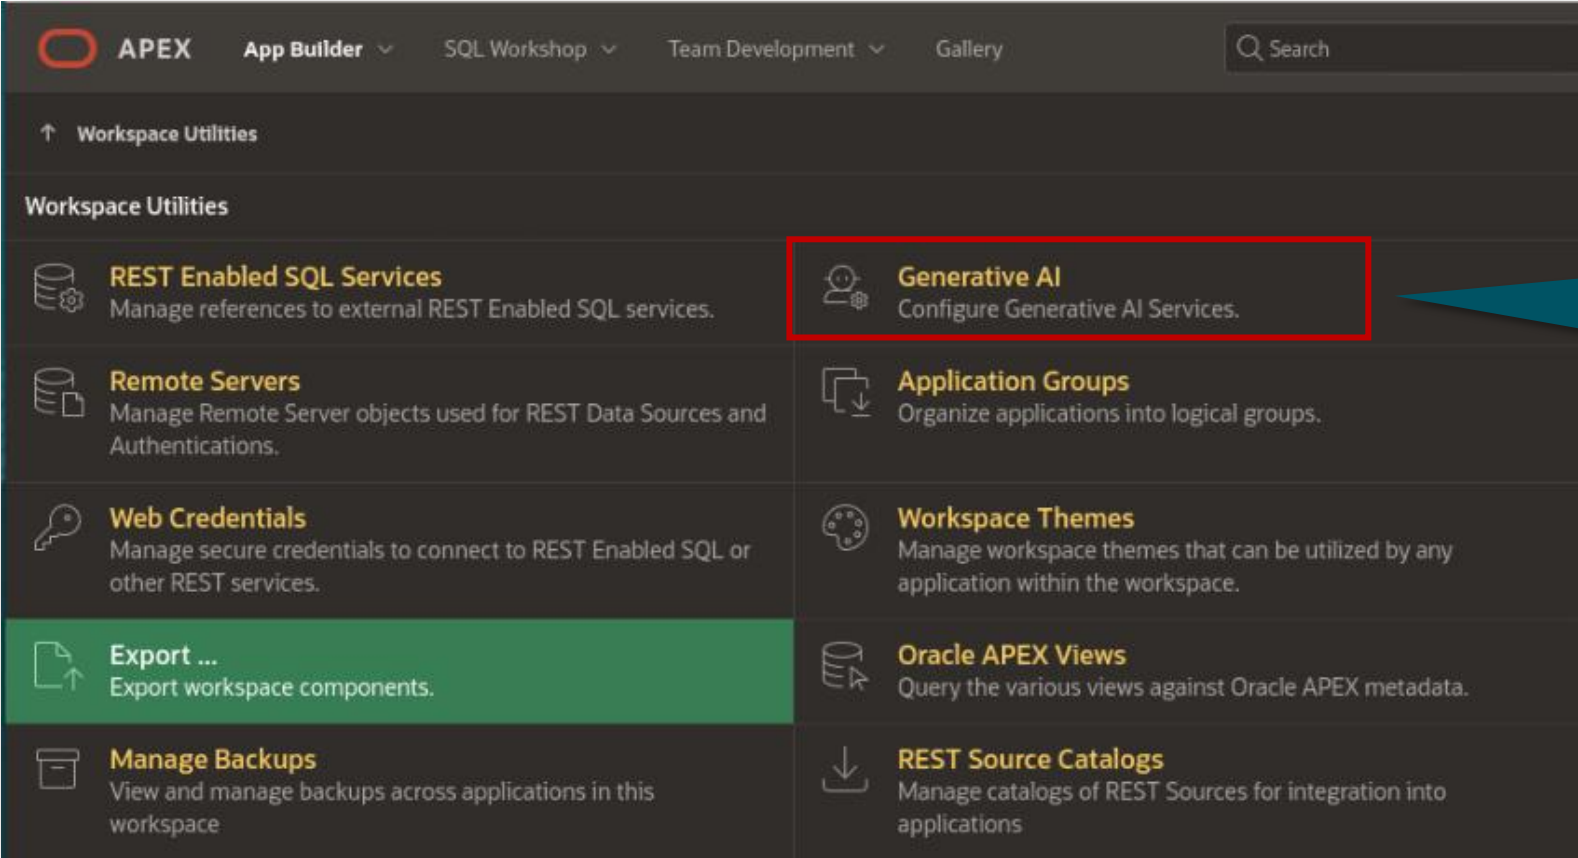 APEX App Builder SQL Workshop Team Development Gallery Search
Workspace Utilities
Workspace Utilities
REST Enabled SQL Services
Manage references to external REST Enabled SQL services.
Generative AI
Configure Generative AI Services.
Remote Servers
Manage Remote Server objects used for REST Data Sources and
Authentications.
Application Groups
Organize applications into logical groups.
Web Credentials
Manage secure credentials to connect to REST Enabled SQL or
other REST services.
Workspace Themes
Manage workspace themes that can be utilized by any
application within the workspace.
Export ...
Export workspace components.
Oracle APEX Views
Query the various views against Oracle APEX metadata.
Manage Backups
View and manage backups across applications in this
workspace
REST Source Catalogs
Manage catalogs of REST Sources for integration into
applications